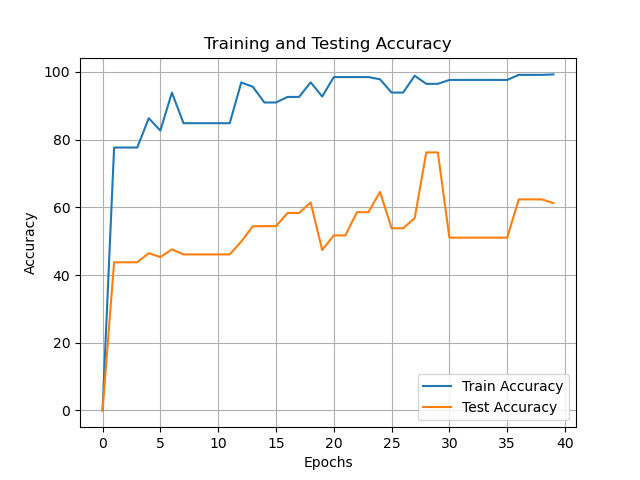 Training and Testing Accuracy
100
80
60
40
20
0
Accuracy
0 5 10 15 20 25 30 35 40
Epochs
Train Accuracy
Test Accuracy